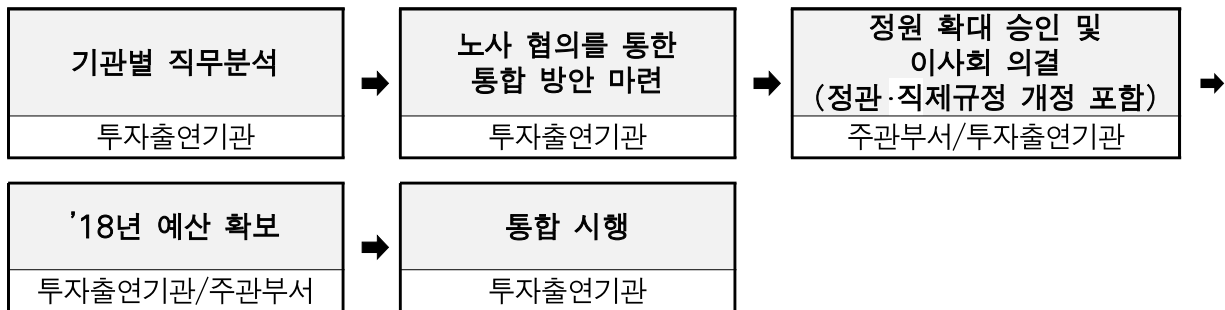 기관별 직무분석
투자출연기관
➡
노사 협의를 통한
통합 방안 마련
투자출연기관
➡
정원 확대 승인 및
이사회 의결
(정관·직제규정 개정 포함)
주관부서/투자출연기관
➡
’18년 예산 확보
투자출연기관/주관부서
➡
통합 시행
투자출연기관